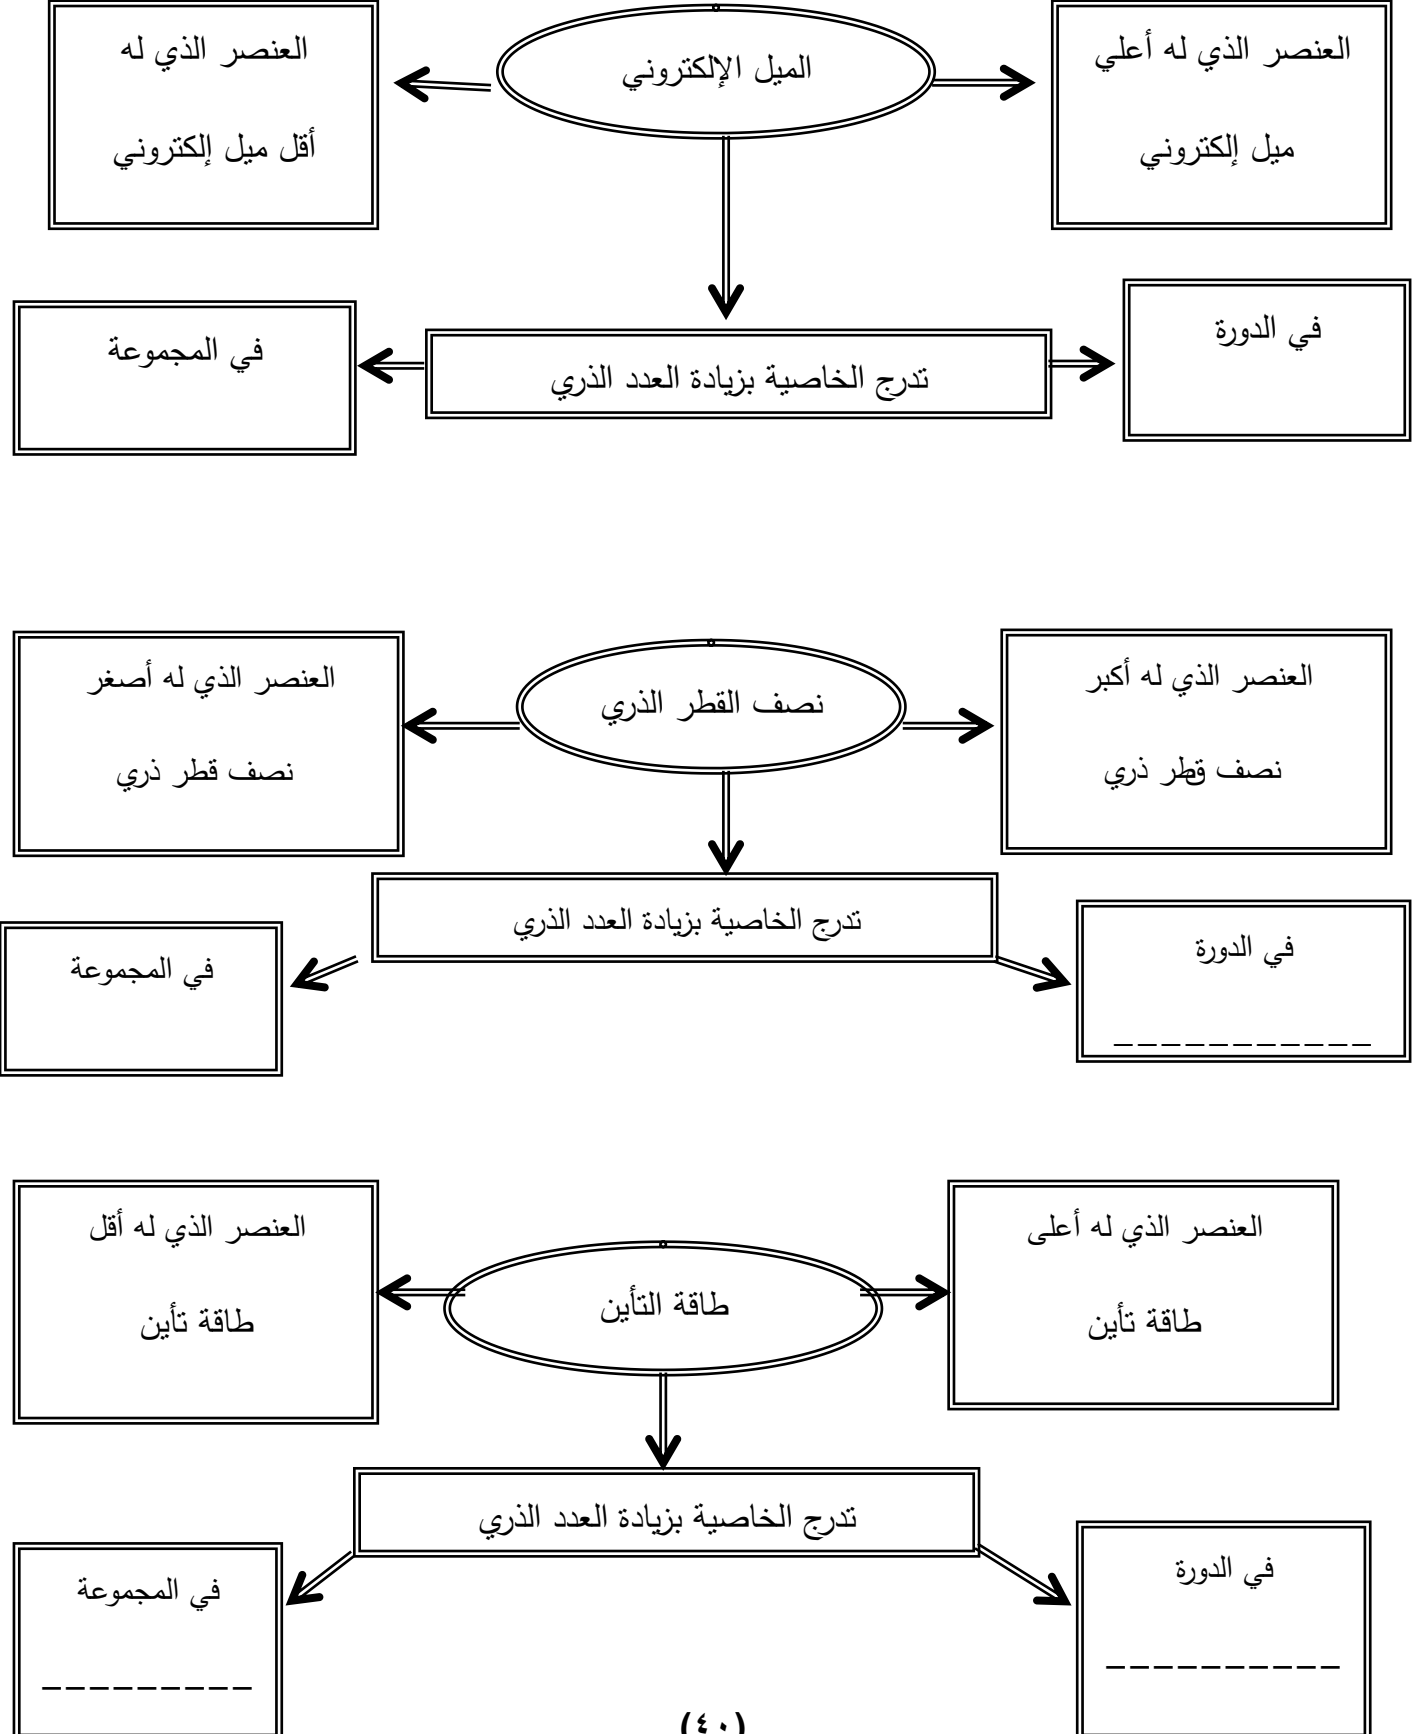 العنصر الذي له أعلي
ميل إلكتروني
الميل الإلكتروني
العنصر الذي له
أقل ميل إلكتروني
في الدورة
تدرج الخاصية بزيادة العدد الذري
في المجموعة
العنصر الذي له أكبر
نصف قطر ذري
نصف القطر الذري
العنصر الذي له أصغر
نصف قطر ذري
في الدورة
___________
تدرج الخاصية بزيادة العدد الذري
في المجموعة
العنصر الذي له أعلى
طاقة تأين
طاقة التأين
العنصر الذي له أقل
طاقة تأين
في الدورة
__________
تدرج الخاصية بزيادة العدد الذري
في المجموعة
_________
(٤٠)